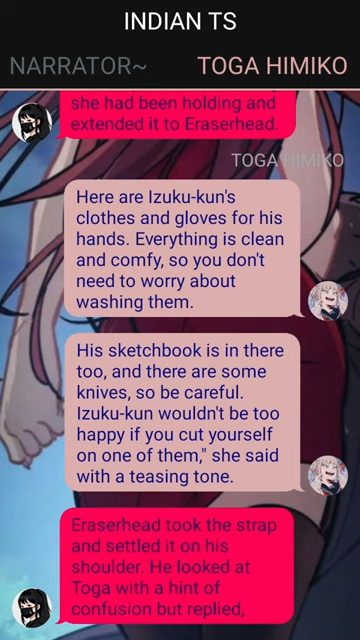 INDIAN TS
NARRATOR~ TOGA HIMIKO
she had been holding and
extended it to Eraserhead.
TOGA HIMIKO
Here are Izuku-kun's
clothes and gloves for his
hands. Everything is clean
and comfy, so you don't
need to worry about
washing them.
His sketchbook is in there
too, and there are some
knives, so be careful.
Izuku-kun wouldn't be too
happy if you cut yourself
on one of them," she said
with a teasing tone.
Eraserhead took the strap
and settled it on his
shoulder. He looked at
Toga with a hint of
confusion but replied,